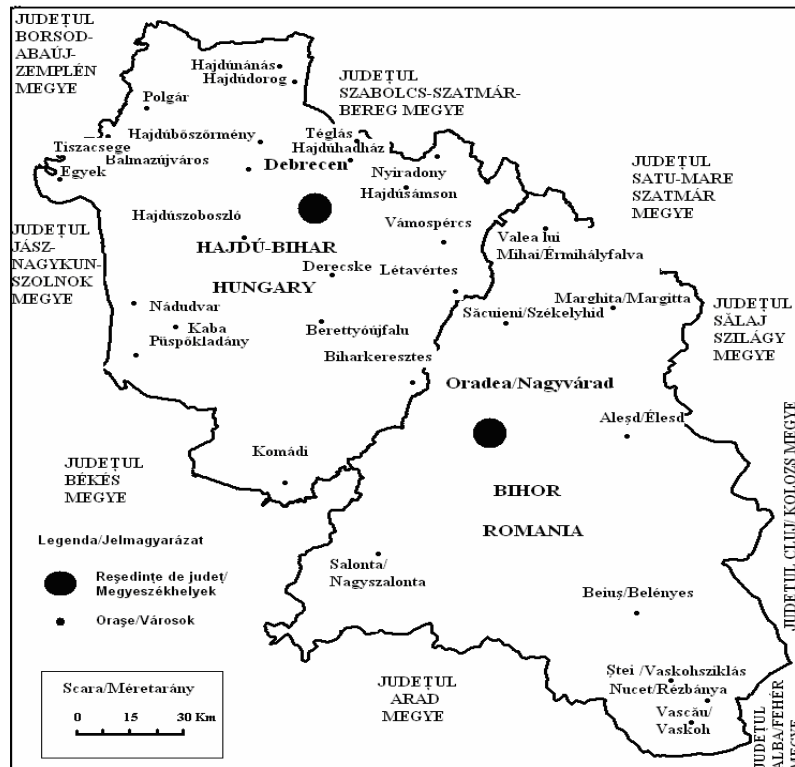 JUDEȚUL
BORSOD-
ABAÚJ-
ZEMPLÉN
MEGYE
Hajdúnánás
Hajdúdorog
JUDEȚUL
SZABOLCS-SZATMÁR-
BEREG MEGYE
Polgár
Tiszacsege
Hajdúböszörmény
Téglás
Hajdúhadház
Balmazújváros
Debrecen
Egyek
Nyíradony
Hajdúsámson
JUDEȚUL
SATU-MARE
SZATMÁR
MEGYE
Hajdúszoboszló
Vámospércs
JUDEȚUL
JÁSZ-
NAGYKUN-
SZOLNOK
MEGYE
HAJDÚ-BIHAR
HUNGARY
Valea lui
Mihai/Érmihályfalva
Derecske
Létavértes
Nádudvar
Kaba
Püspökladány
Berettyóújfalu
Biharkeresztes
Săcuieni/Székelyhid
Marghita/Margitta
JUDEȚUL
SĂLAJ
SZILÁGY
MEGYE
Oradea/Nagyvárad
Aleșd/Élesd
JUDEȚUL CLUJ/ KOLOZS MEGYE
Komádi
JUDEȚUL
BÉKÉS
MEGYE
BIHOR
ROMANIA
Legenda/Jelmagyarázat
Reședințe de județ/
Megyeszékhelyek
Orașe/Városok
Salonta/
Nagyszalonta
Beiuș/Belényes
Ștei /Vaskohsziklás
Nucet/Rézbánya
Vascău/
Vaskoh
Scara/Méretarány
0 15 30 Km
JUDEȚUL
ARAD
MEGYE
JUDEȚUL
ALBA/FEHÉR
MEGYE